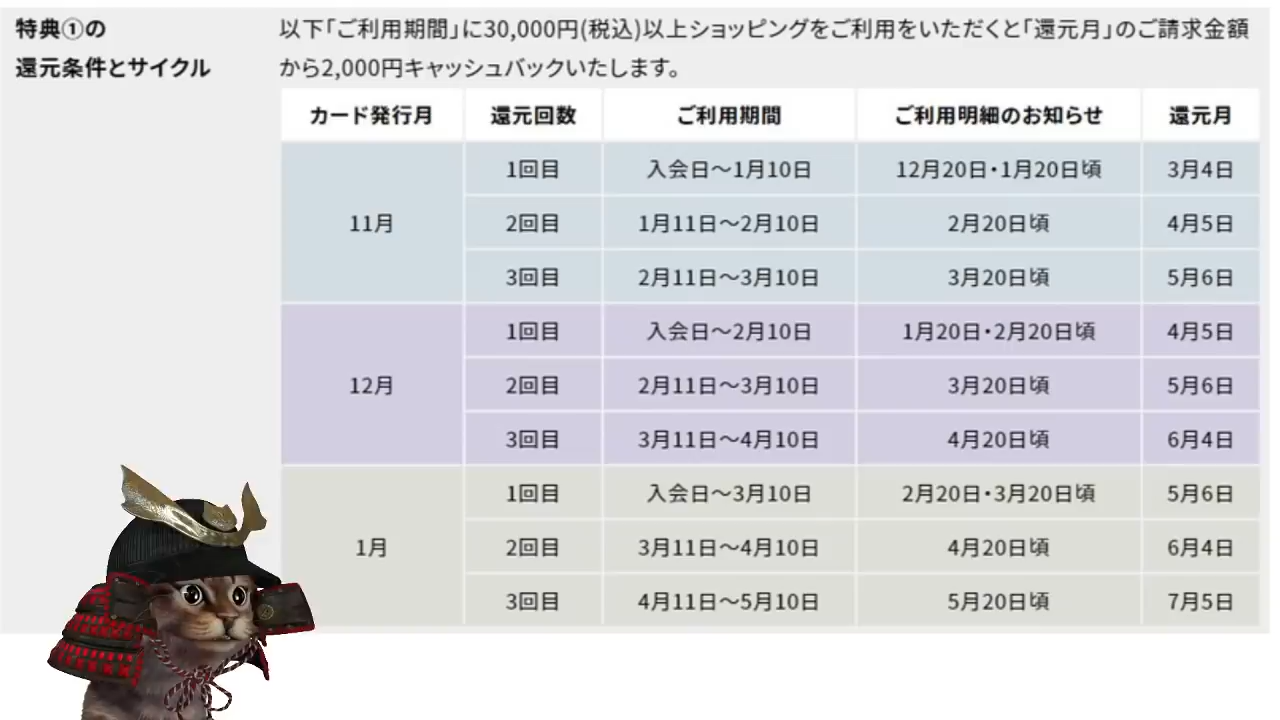 特典①の
還元条件とサイクル
以下「ご利用期間」に30,000円(税込)以上ショッピングをご利用をいただくと「還元月」のご請求金額
から2,000円キャッシュバックいたします。
カード発行月 還元回数 ご利用期間 ご利用明細のお知らせ 還元月
11月
1回目 入会日～1月10日 12月20日・1月20日頃 3月4日
2回目 1月11日～2月10日 2月20日頃 4月5日
3回目 2月11日～3月10日 3月20日頃 5月6日
12月
1回目 入会日～2月10日 1月20日・2月20日頃 4月5日
2回目 2月11日～3月10日 3月20日頃 5月6日
3回目 3月11日～4月10日 4月20日頃 6月4日
1月
1回目 入会日～3月10日 2月20日・3月20日頃 5月6日
2回目 3月11日～4月10日 4月20日頃 6月4日
3回目 4月11日～5月10日 5月20日頃 7月5日